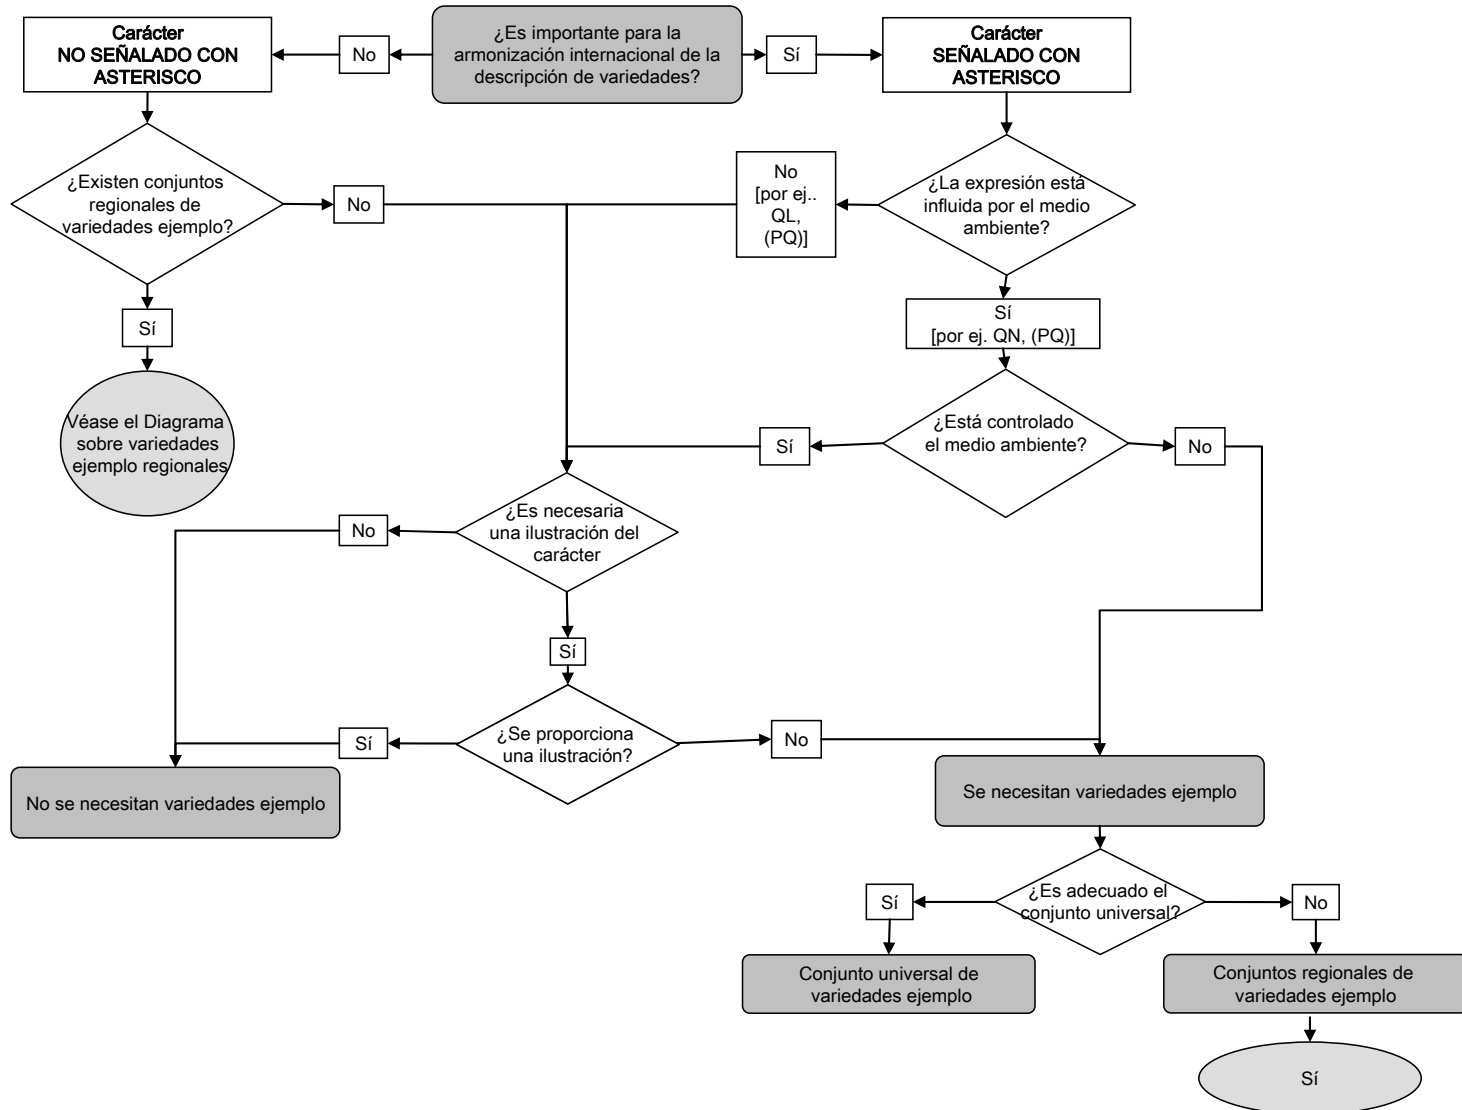 Carácter
NO SEÑALADO CON
ASTERISCO
No
¿Es importante para la
armonización internacional de la
descripción de variedades?
Sí
Carácter
SEÑALADO CON
ASTERISCO
¿Existen conjuntos
regionales de
variedades ejemplo?
No
No
[por ej..
QL,
(PQ)]
¿La expresión está
influida por el medio
ambiente?
Sí
Sí
[por ej. QN, (PQ)]
Véase el Diagrama
sobre variedades
ejemplo regionales
Sí
¿Está controlado
el medio ambiente?
No
No
¿Es necesaria
una ilustración del
carácter
Sí
Sí
¿Se proporciona
una ilustración?
No
No se necesitan variedades ejemplo
Se necesitan variedades ejemplo
Sí
¿Es adecuado el
conjunto universal?
No
Conjunto universal de
variedades ejemplo
Conjuntos regionales de
variedades ejemplo
Sí